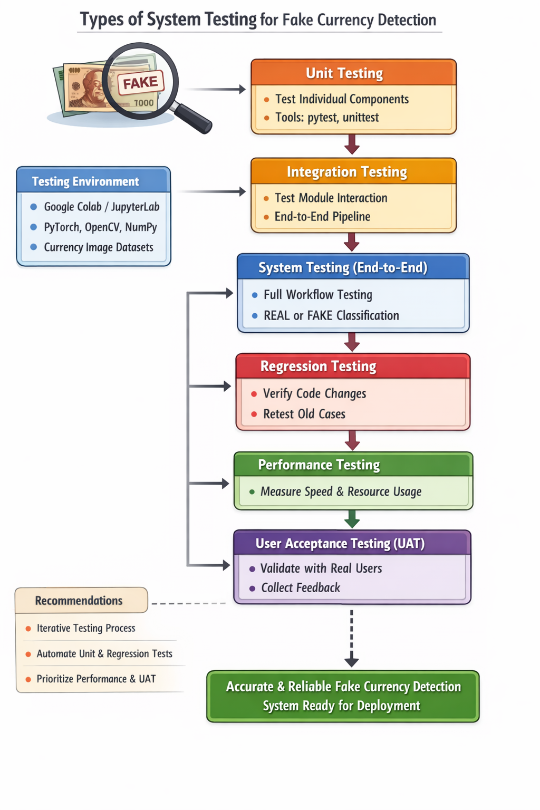 Types of System Testing for Fake Currency Detection
FAKE
1000
Unit Testing
Test Individual Components
Tools: pytest, unittest
Integration Testing
Test Module Interaction
End-to-End Pipeline
Testing Environment
Google Colab / JupyterLab
PyTorch, OpenCV, NumPy
Currency Image Datasets
System Testing (End-to-End)
Full Workflow Testing
REAL or FAKE Classification
Regression Testing
Verify Code Changes
Retest Old Cases
Performance Testing
Measure Speed & Resource Usage
User Acceptance Testing (UAT)
Validate with Real Users
Collect Feedback
Recommendations
Iterative Testing Process
Automate Unit & Regression Tests
Prioritize Performance & UAT
Accurate & Reliable Fake Currency Detection
System Ready for Deployment